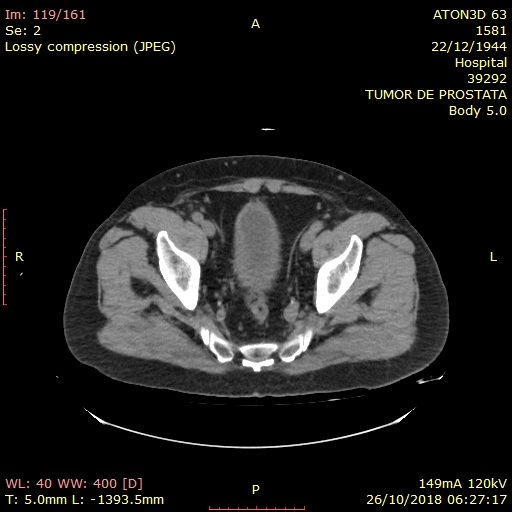 Im: 119/161
Se: 2
Lossy compression (JPEG)
A
ATON3D 63
1581
22/12/1944
Hospital
39292
TUMOR DE PROSTATA
Body 5.0
R
L
WL: 40 WW: 400 [D]
T: 5.0mm L: -1393.5mm
P
149mA 120kV
26/10/2018 06:27:17